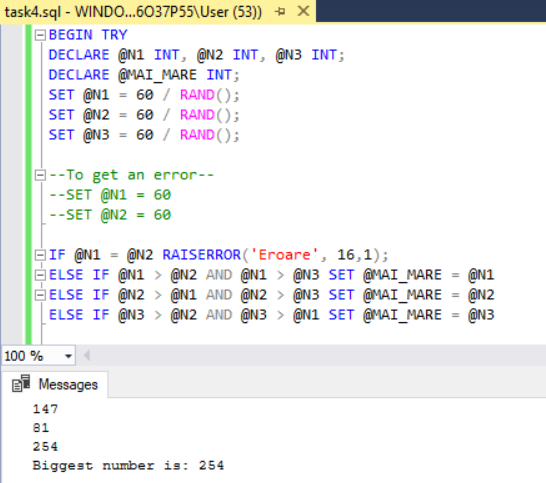 task4.sql - WINDO...6O37P55\User (53))
BEGIN TRY
DECLARE @N1 INT, @N2 INT, @N3 INT;
DECLARE @MAI_MARE INT;
SET @N1 = 60 / RAND();
SET @N2 = 60 / RAND();
SET @N3 = 60 / RAND();
--To get an error--
--SET @N1 = 60
--SET @N2 = 60
IF @N1 = @N2 RAISERROR('Eroare', 16,1);
ELSE IF @N1 > @N2 AND @N1 > @N3 SET @MAI_MARE = @N1
ELSE IF @N2 > @N1 AND @N2 > @N3 SET @MAI_MARE = @N2
ELSE IF @N3 > @N2 AND @N3 > @N1 SET @MAI_MARE = @N3
100 %
Messages
147
81
254
Biggest number is: 254